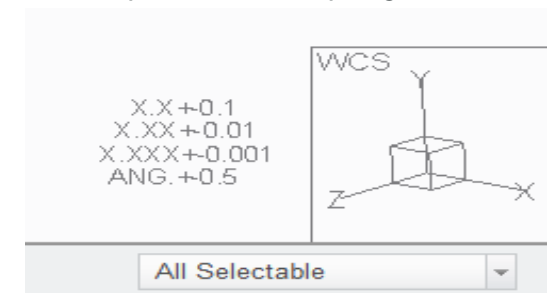 X.X+-0.1
X.XX+-0.01
X.XXX+-0.001
ANG.+-0.5
WCS
Y
Z
X
All Selectable